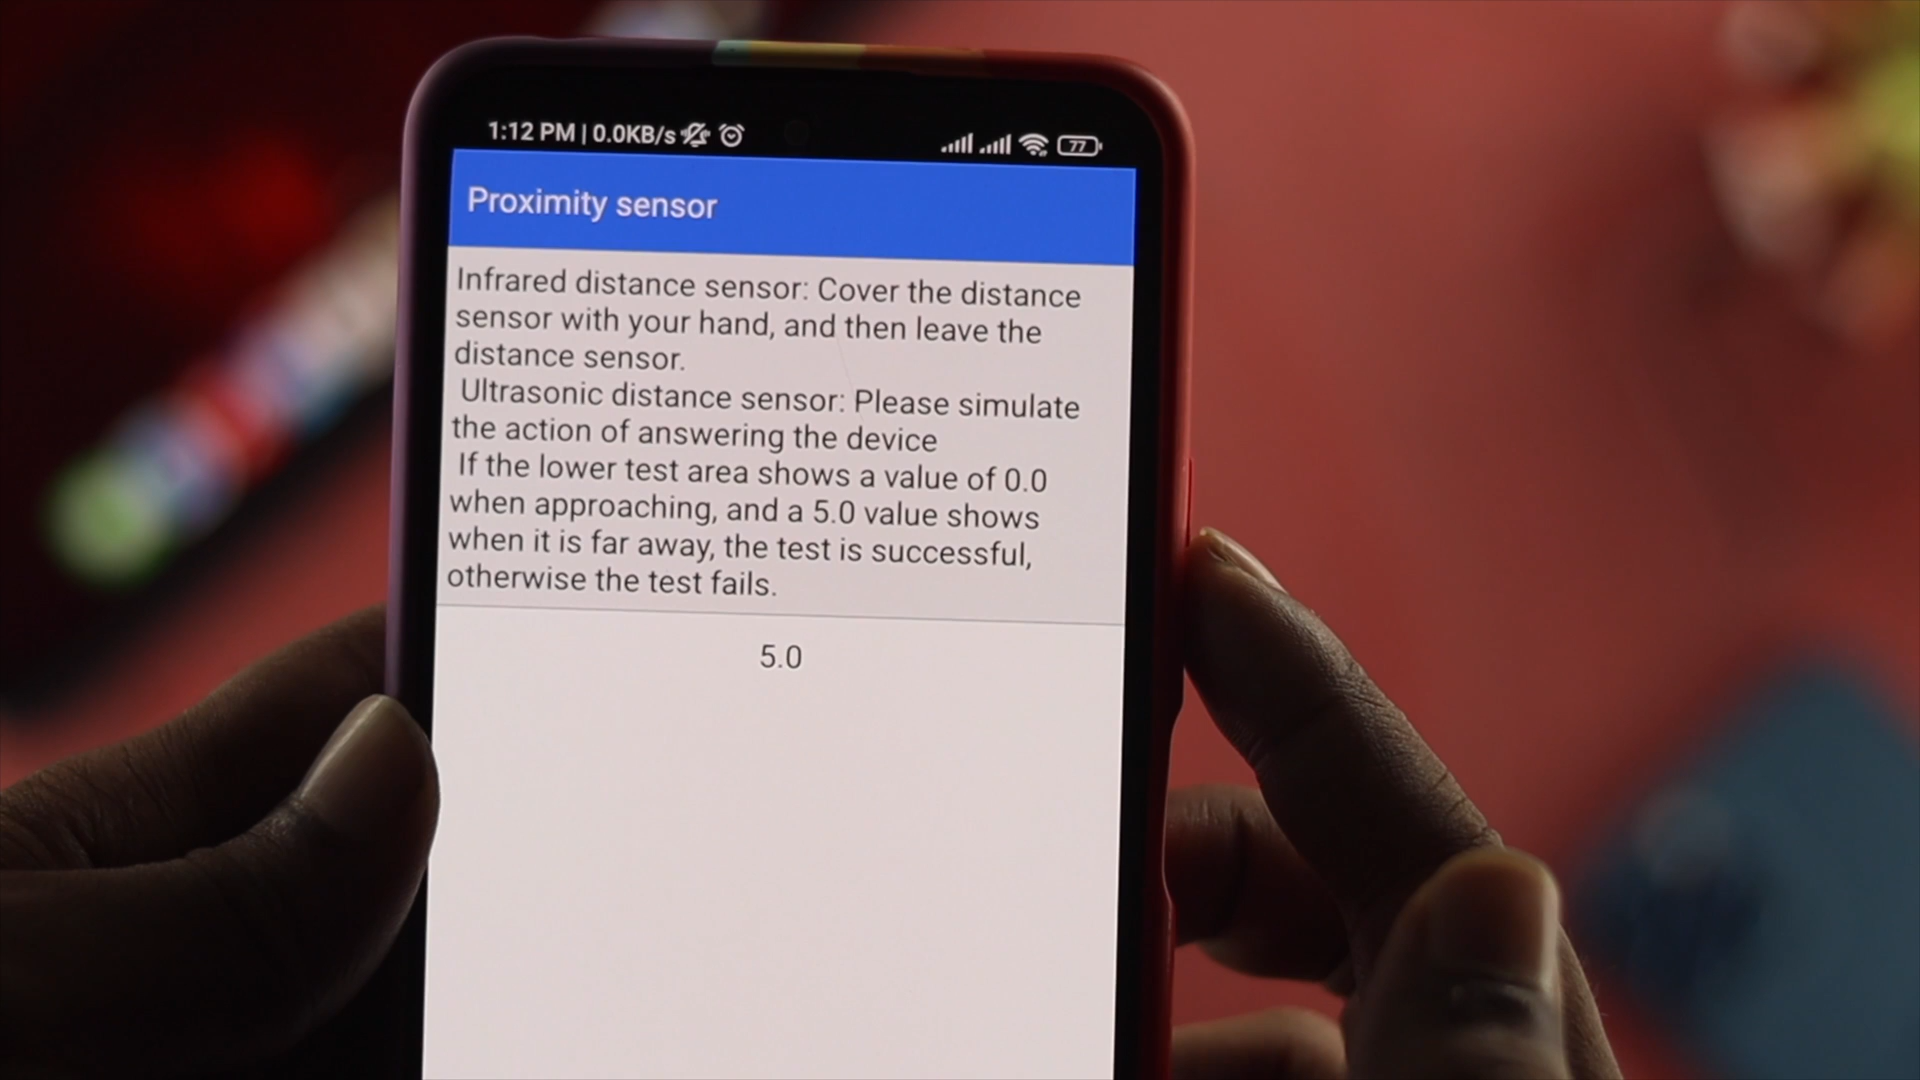 1:12 PM | 0.0KB/s 77
Proximity sensor
Infrared distance sensor: Cover the distance
sensor with your hand, and then leave the
distance sensor.
Ultrasonic distance sensor: Please simulate
the action of answering the device
If the lower test area shows a value of 0.0
when approaching, and a 5.0 value shows
when it is far away, the test is successful,
otherwise the test fails.
5.0